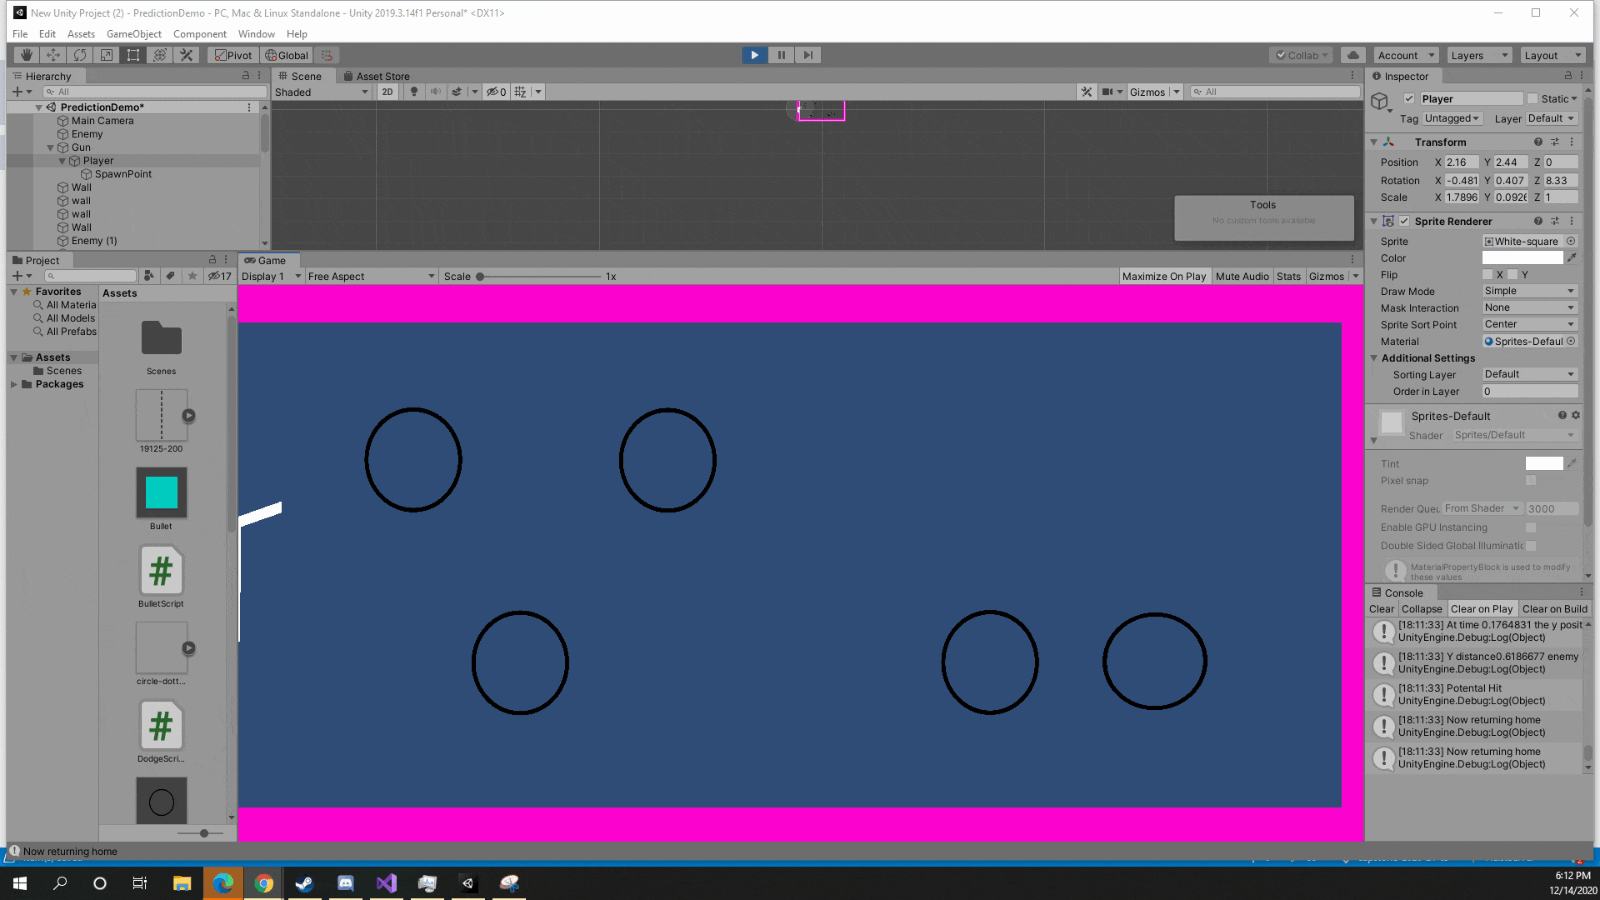 New Unity Project (2) - PredictionDemo - PC, Mac & Linux Standalone - Unity 2019.3.14f1 Personal* <DX11>
File Edit Assets GameObject Component Window Help
Pivot Global Collab Account Layers Layout
Hierarchy
All
PredictionDemo*
Main Camera
Enemy
Gun
Player
SpawnPoint
Wall
wall
wall
Wall
Enemy (1)
Scene Asset Store
Shaded 2D 0 Gizmos All
Tools
No custom tools available
Project
17
Favorites
All Materia
All Models
All Prefabs
Assets
Scenes
Packages
Assets
Scenes
19125-200
Bullet
#
BulletScript
circle-dott...
#
DodgeScri...
Game
Display 1 Free Aspect Scale 1x Maximize On Play Mute Audio Stats Gizmos
Inspector
Player Static
Tag Untagged Layer Default
Transform
Position X 2.16 Y 2.44 Z 0
Rotation X -0.481 Y 0.407 Z 8.33
Scale X 1.7896 Y 0.0926 Z 1
Sprite Renderer
Sprite White-square
Color
Flip X Y
Draw Mode Simple
Mask Interaction None
Sprite Sort Point Center
Material Sprites-Defaul
Additional Settings
Sorting Layer Default
Order in Layer 0
Sprites-Default
Shader Sprites/Default
Tint
Pixel snap
Render Queu From Shader 3000
Enable GPU Instancing
Double Sided Global Illuminatic
MaterialPropertyBlock is used to modify
these values
Console
Clear Collapse Clear on Play Clear on Build
[18:11:33] At time 0.1764831 the y posit
UnityEngine.Debug:Log(Object)
[18:11:33] Y distance0.6186677 enemy
UnityEngine.Debug:Log(Object)
[18:11:33] Potental Hit
UnityEngine.Debug:Log(Object)
[18:11:33] Now returning home
UnityEngine.Debug:Log(Object)
[18:11:33] Now returning home
UnityEngine.Debug:Log(Object)
Now returning home
6:12 PM
12/14/2020